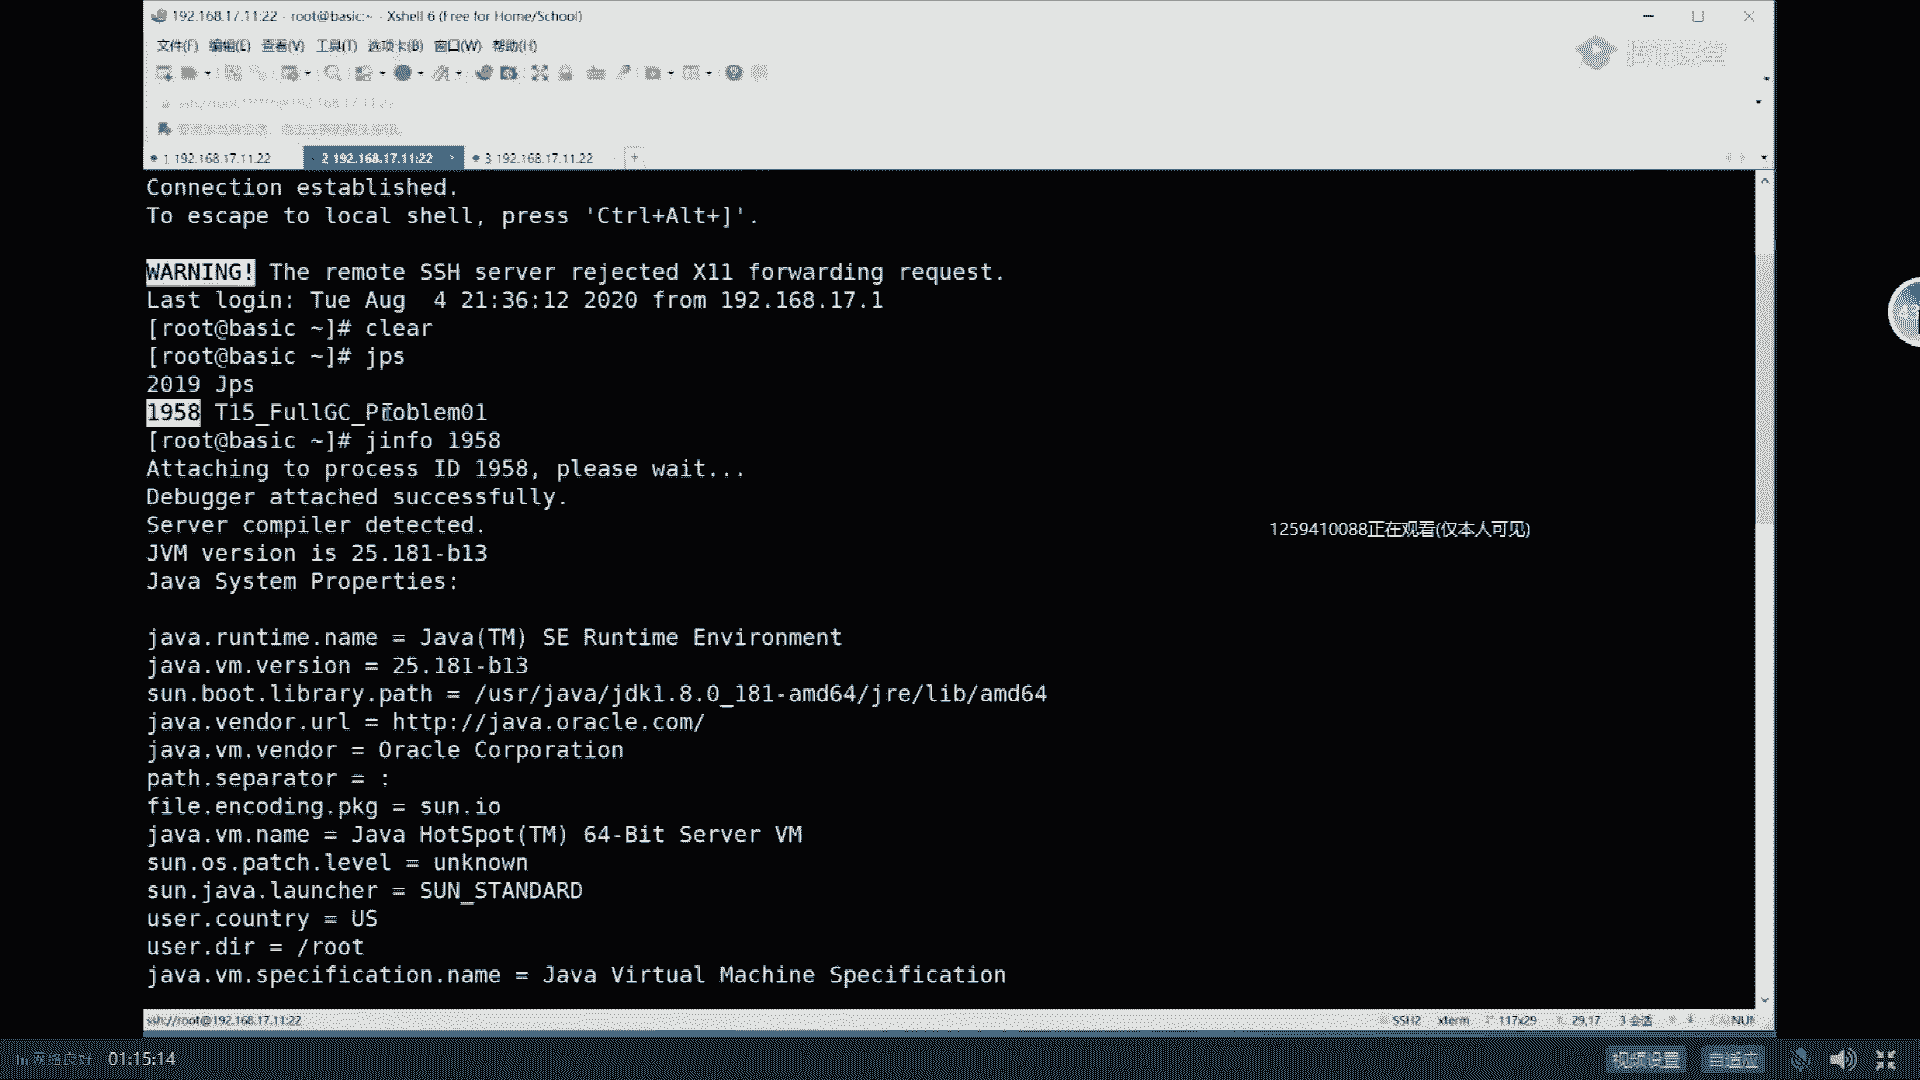 192.168.17.11:22 - root@basic:~ - Xshell 6 (Free for Home/School)
文件(F) 编辑(E) 查看(V) 工具(T) 选项卡(B) 窗口(W) 帮助(H)
1 192.168.17.11:22
2 192.168.17.11:22
3 192.168.17.11:22
Connection established.
To escape to local shell, press 'Ctrl+Alt+]'.
WARNING! The remote SSH server rejected X11 forwarding request.
Last login: Tue Aug  4 21:36:12 2020 from 192.168.17.1
[root@basic ~]# clear
[root@basic ~]# jps
2019 Jps
1958 T15_FullGC_Problem01
[root@basic ~]# jinfo 1958
Attaching to process ID 1958, please wait...
Debugger attached successfully.
Server compiler detected.
1259410088正在观看(仅本人可见)
JVM version is 25.181-b13
Java System Properties:
java.runtime.name = Java(TM) SE Runtime Environment
java.vm.version = 25.181-b13
sun.boot.library.path = /usr/java/jdk1.8.0_181-amd64/jre/lib/amd64
java.vendor.url = http://java.oracle.com/
java.vm.vendor = Oracle Corporation
path.separator = :
file.encoding.pkg = sun.io
java.vm.name = Java HotSpot(TM) 64-Bit Server VM
sun.os.patch.level = unknown
sun.java.launcher = SUN_STANDARD
user.country = US
user.dir = /root
java.vm.specification.name = Java Virtual Machine Specification
ssh://root@192.168.17.11:22
SSH2 xterm 117x29 29,17 3 会话 NUM
01:15:14
视频设置 自适应